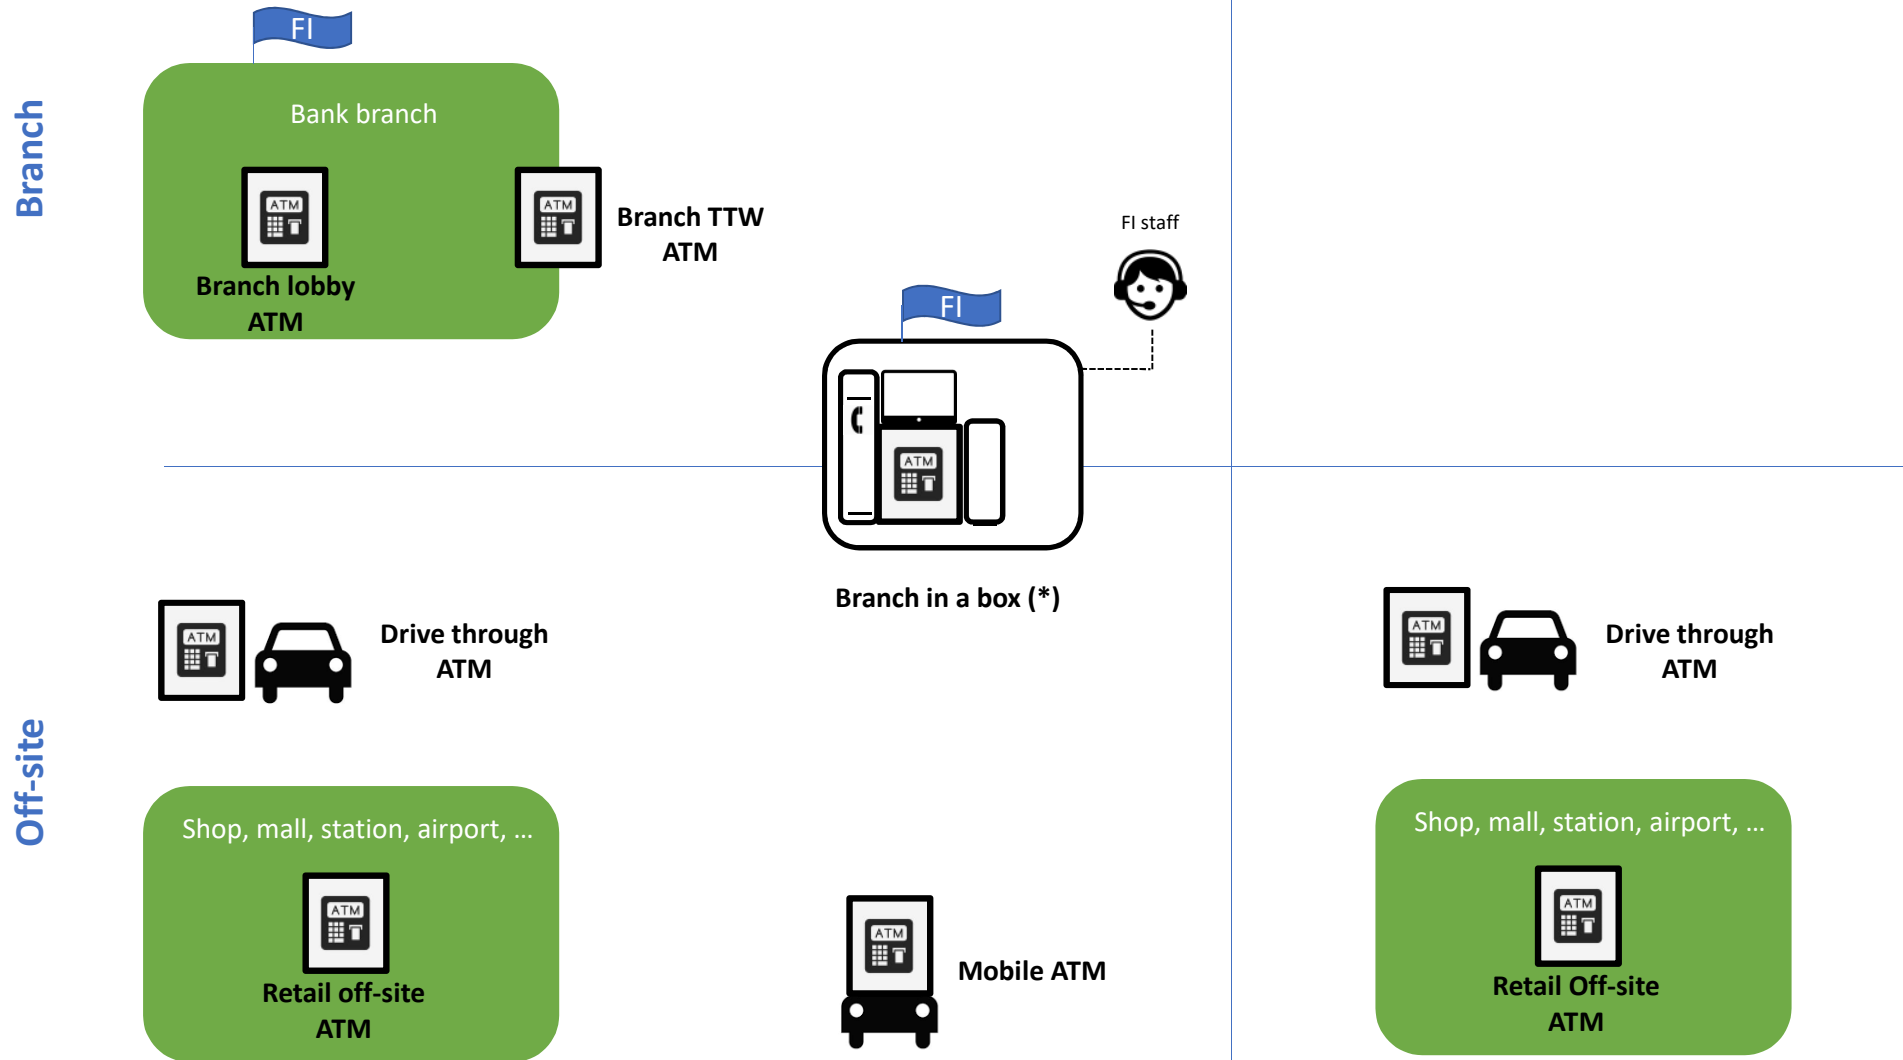 FI
Branch
Bank branch
ATM
ATM
Branch TTW
ATM
Branch lobby
ATM
FI staff
FI
ATM
Branch in a box (*)
Off-site
ATM
Drive through
ATM
ATM
Drive through
ATM
Shop, mall, station, airport, ...
ATM
Retail off-site
ATM
ATM
Mobile ATM
Shop, mall, station, airport, ...
ATM
Retail Off-site
ATM